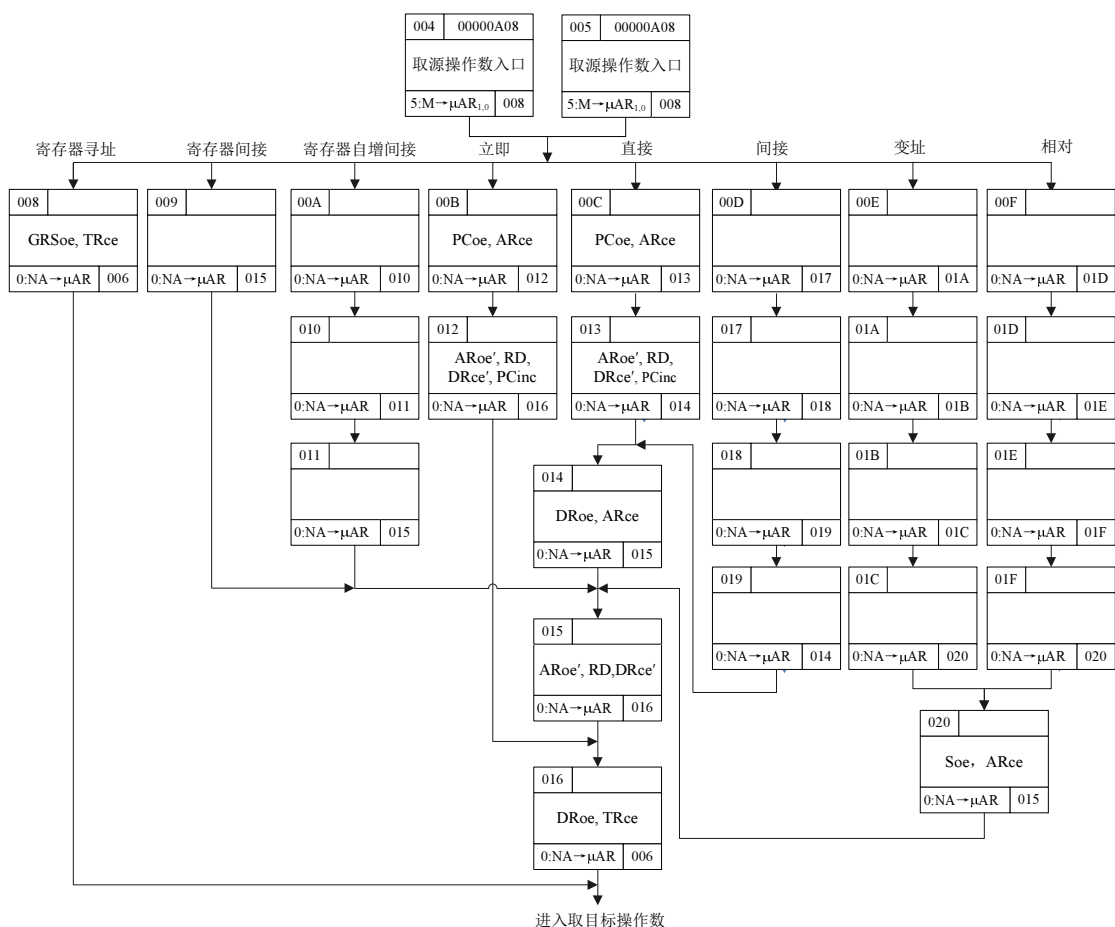 004 00000A08
取源操作数入口
5:M→μAR1,0 008
005 00000A08
取源操作数入口
5:M→μAR1,0 008
寄存器寻址 寄存器间接 寄存器自增间接 立即 直接 间接 变址 相对
008
GRSoe, TRce
0:NA→μAR 006
009
0:NA→μAR 015
00A
0:NA→μAR 010
00B
PCoe, ARce
0:NA→μAR 012
00C
PCoe, ARce
0:NA→μAR 013
00D
0:NA→μAR 017
00E
0:NA→μAR 01A
00F
0:NA→μAR 01D
010
0:NA→μAR 011
012
ARoe′, RD,
DRce′, PCinc
0:NA→μAR 016
013
ARoe′, RD,
DRce′, PCinc
0:NA→μAR 014
017
0:NA→μAR 018
01A
0:NA→μAR 01B
01D
0:NA→μAR 01E
011
0:NA→μAR 015
014
DRoe, ARce
0:NA→μAR 015
018
0:NA→μAR 019
01B
0:NA→μAR 01C
01E
0:NA→μAR 01F
019
0:NA→μAR 014
01C
0:NA→μAR 020
01F
0:NA→μAR 020
015
ARoe′, RD,DRce′
0:NA→μAR 016
020
Soe，ARce
0:NA→μAR 015
016
DRoe, TRce
0:NA→μAR 006
进入取目标操作数